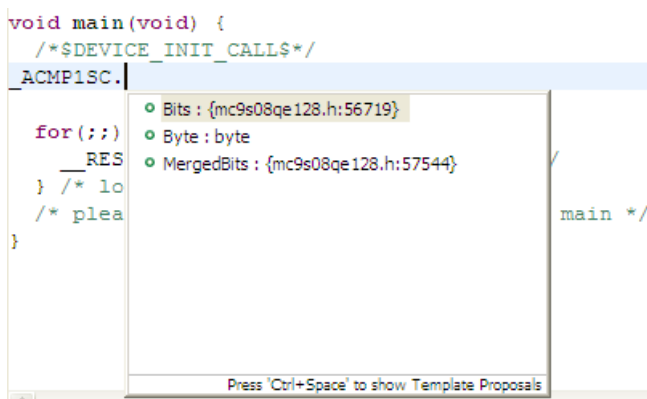 void main(void) {
/*$DEVICE_INIT_CALL$*/
_ACMP1SC.
Bits : {mc9s08qe128.h:56719}
for(;;)
Byte : byte
__RES
MergedBits : {mc9s08qe128.h:57544}
/
} /* lo
/* plea
main */
}
Press 'Ctrl+Space' to show Template Proposals